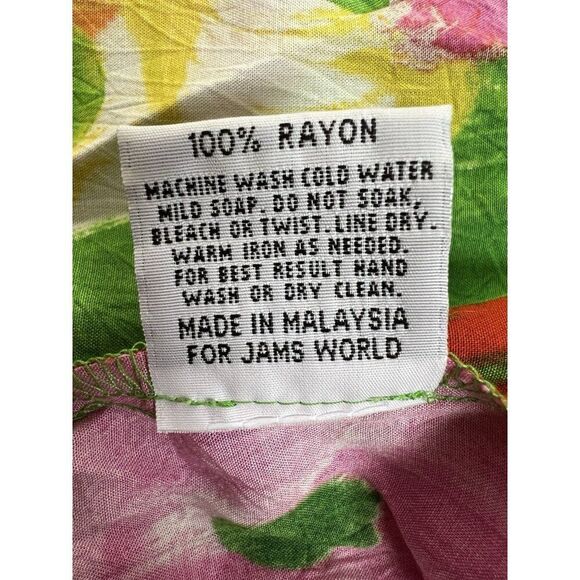 100% RAYON
MACHINE WASH COLD WATER
MILD SOAP. DO NOT SOAK,
BLEACH OR TWIST. LINE DRY.
WARM IRON AS NEEDED.
FOR BEST RESULT HAND
WASH OR DRY CLEAN.
MADE IN MALAYSIA
FOR JAMS WORLD